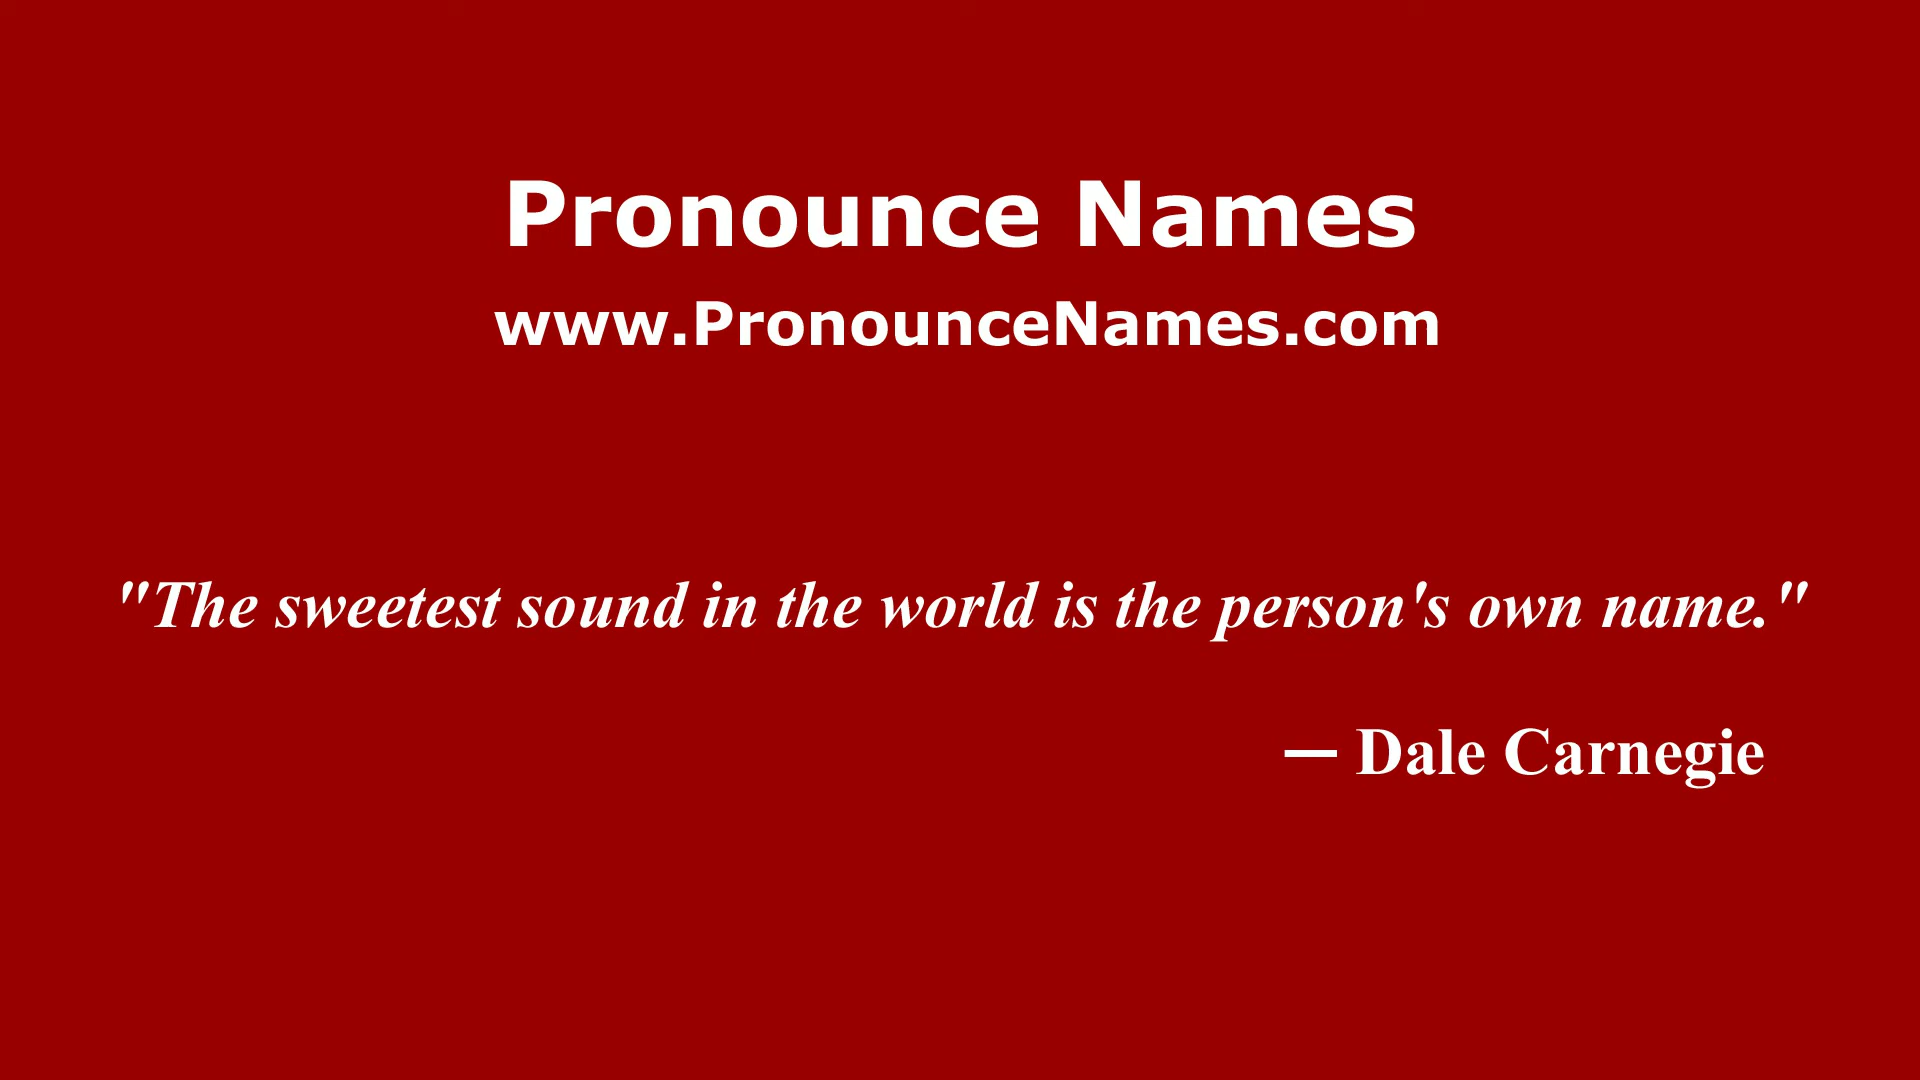 Pronounce Names
www.PronounceNames.com
"The sweetest sound in the world is the person's own name."
— Dale Carnegie